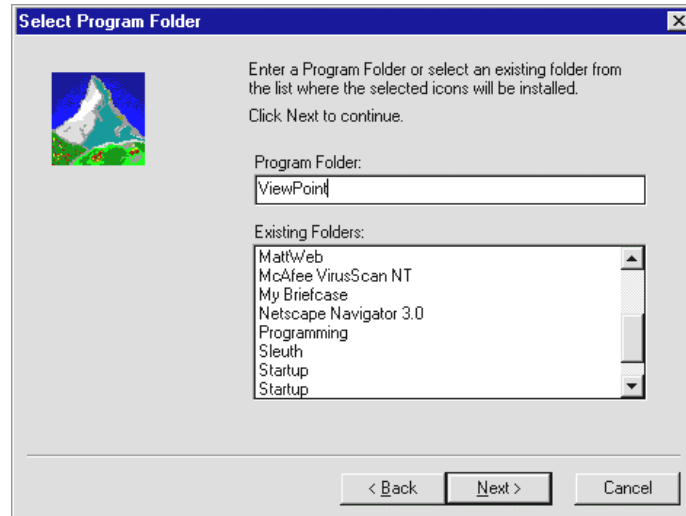 Select Program Folder
Enter a Program Folder or select an existing folder from
the list where the selected icons will be installed.
Click Next to continue.
Program Folder:
ViewPoint
Existing Folders:
MattWeb
McAfee VirusScan NT
My Briefcase
Netscape Navigator 3.0
Programming
Sleuth
Startup
Startup
< Back Next > Cancel